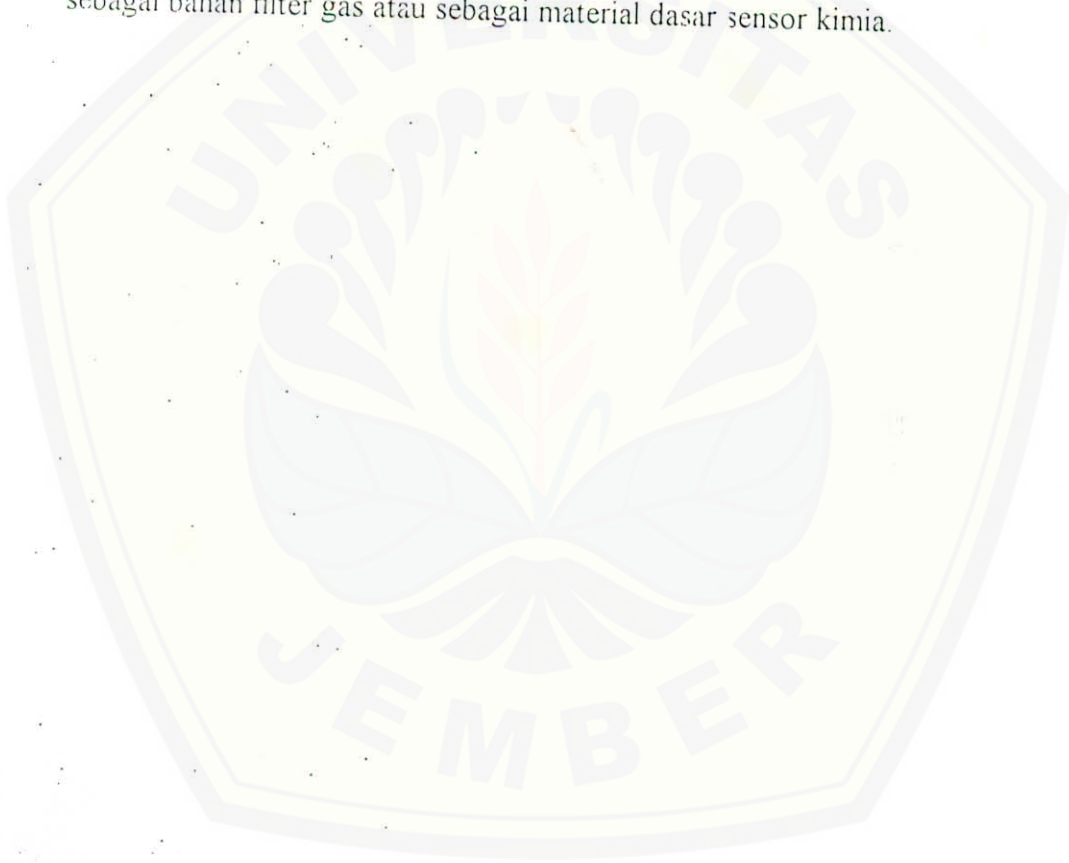 sebagai bahan filter gas atau sebagai material dasar sensor kimia.
UNIVERSITAS
JEMBER